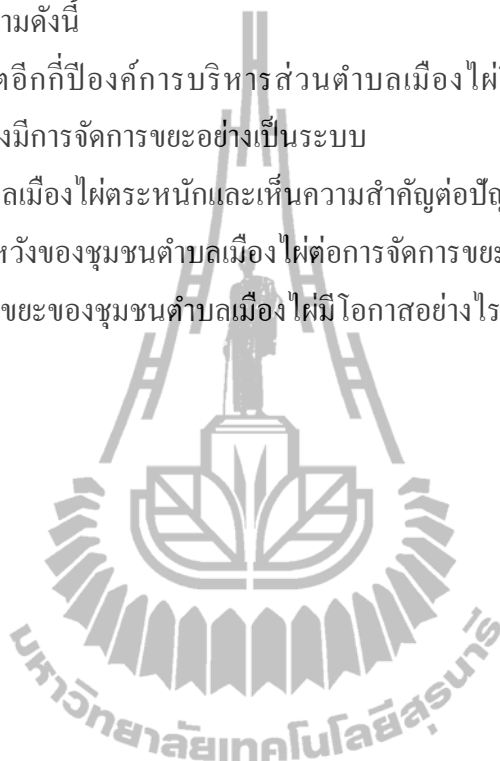 ามดังนี้
ตอีกกี่ปีองค์การบริหารส่วนตำบลเมืองไผ่
งมีการจัดการขยะอย่างเป็นระบบ
ลเมืองไผ่ตระหนักและเห็นความสำคัญต่อปัญ
หวังของชุมชนตำบลเมืองไผ่ต่อการจัดการขยะ
ขยะของชุมชนตำบลเมืองไผ่มีโอกาสอย่างไร
มหาวิทยาลัยเทคโนโลยีสุรนารี